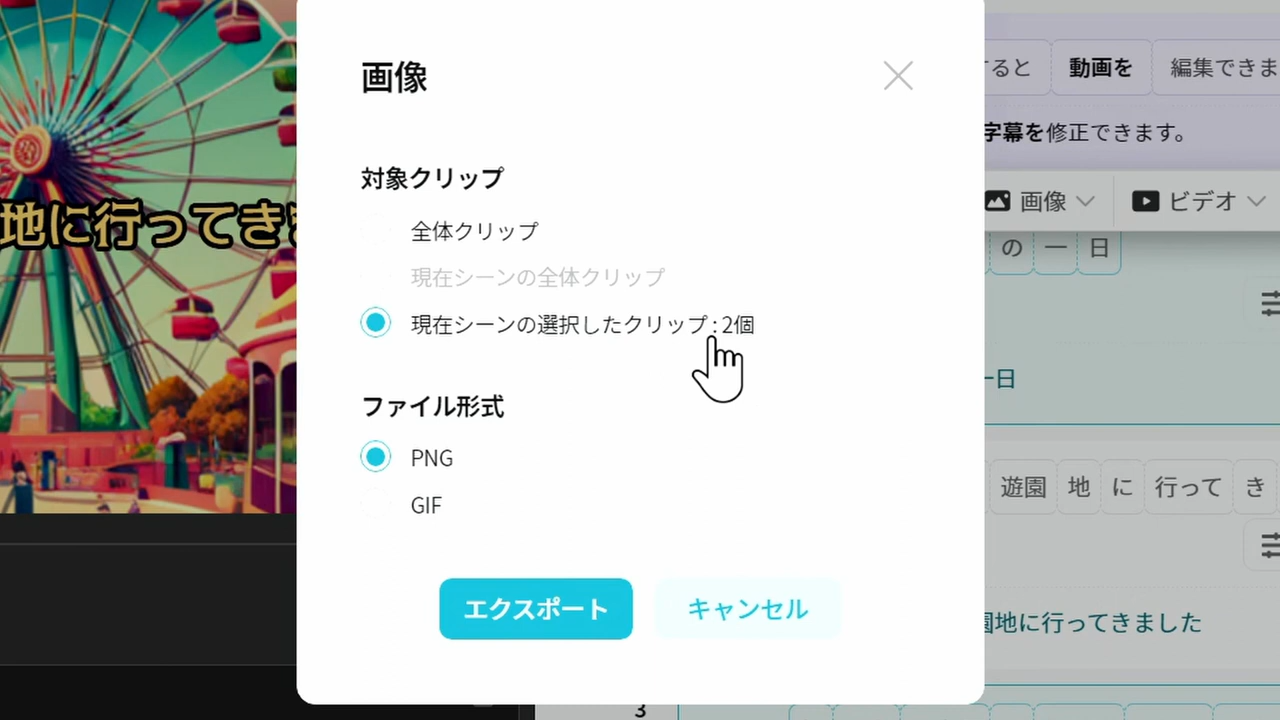 画像
対象クリップ
全体クリップ
現在シーンの全体クリップ
現在シーンの選択したクリップ : 2個
ファイル形式
PNG
GIF
エクスポート
キャンセル
地に行ってき
すると 動画を 編集できま
字幕を修正できます。
画像 ビデオ
の 一 日
一日
遊園 地 に 行って き
園地に行ってきました
3